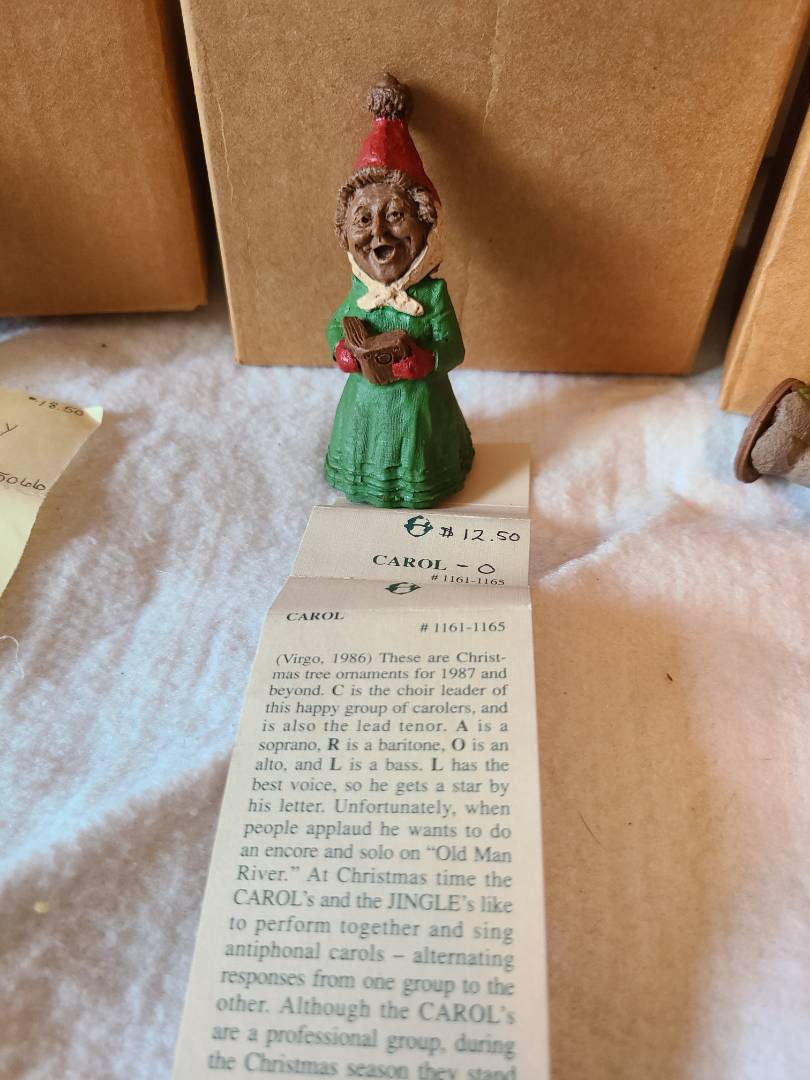 $18.50
y
5066
$12.50
CAROL - O
# 1161-1165
CAROL
# 1161-1165
(Virgo, 1986) These are Christ-
mas tree ornaments for 1987 and
beyond. C is the choir leader of
this happy group of carolers, and
is also the lead tenor. A is a
soprano, R is a baritone, O is an
alto, and L is a bass. L has the
best voice, so he gets a star by
his letter. Unfortunately, when
people applaud he wants to do
an encore and solo on “Old Man
River.” At Christmas time the
CAROL's and the JINGLE's like
to perform together and sing
antiphonal carols – alternating
responses from one group to the
other. Although the CAROL's
are a professional group, during
the Christmas season they stand